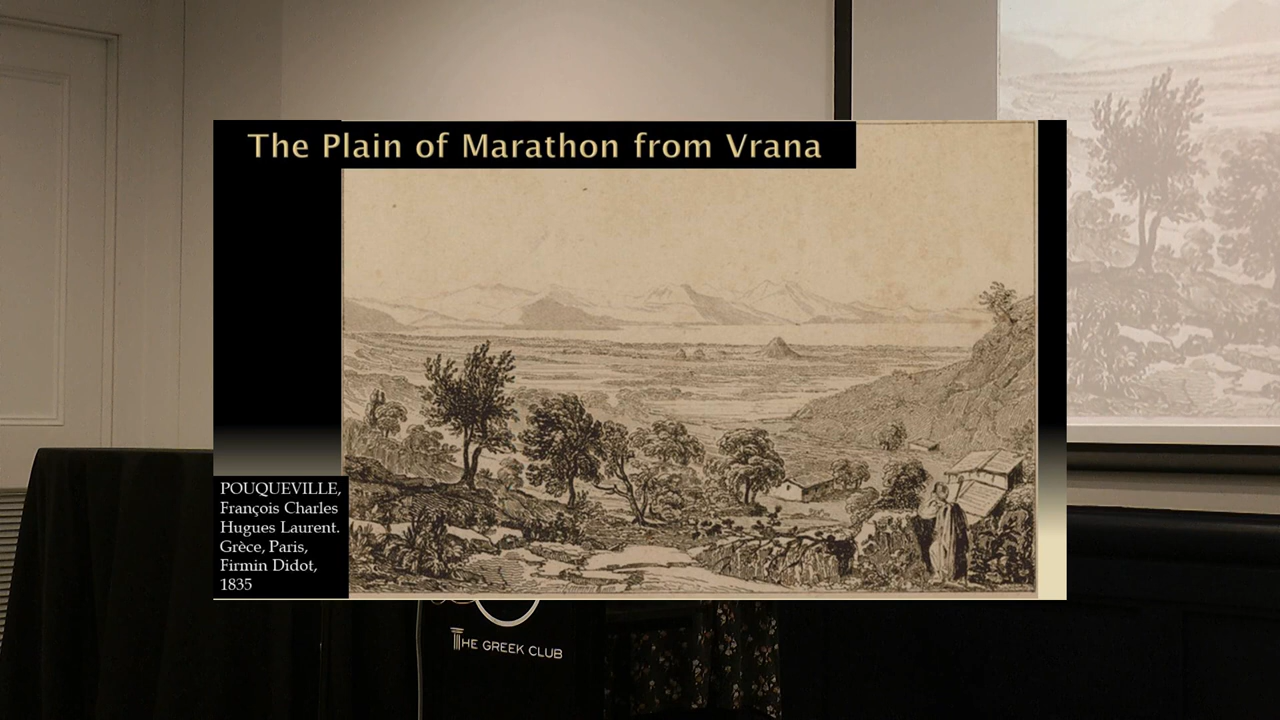 The Plain of Marathon from Vrana
POUQUEVILLE,
François Charles
Hugues Laurent.
Grèce, Paris,
Firmin Didot,
1835
THE GREEK CLUB